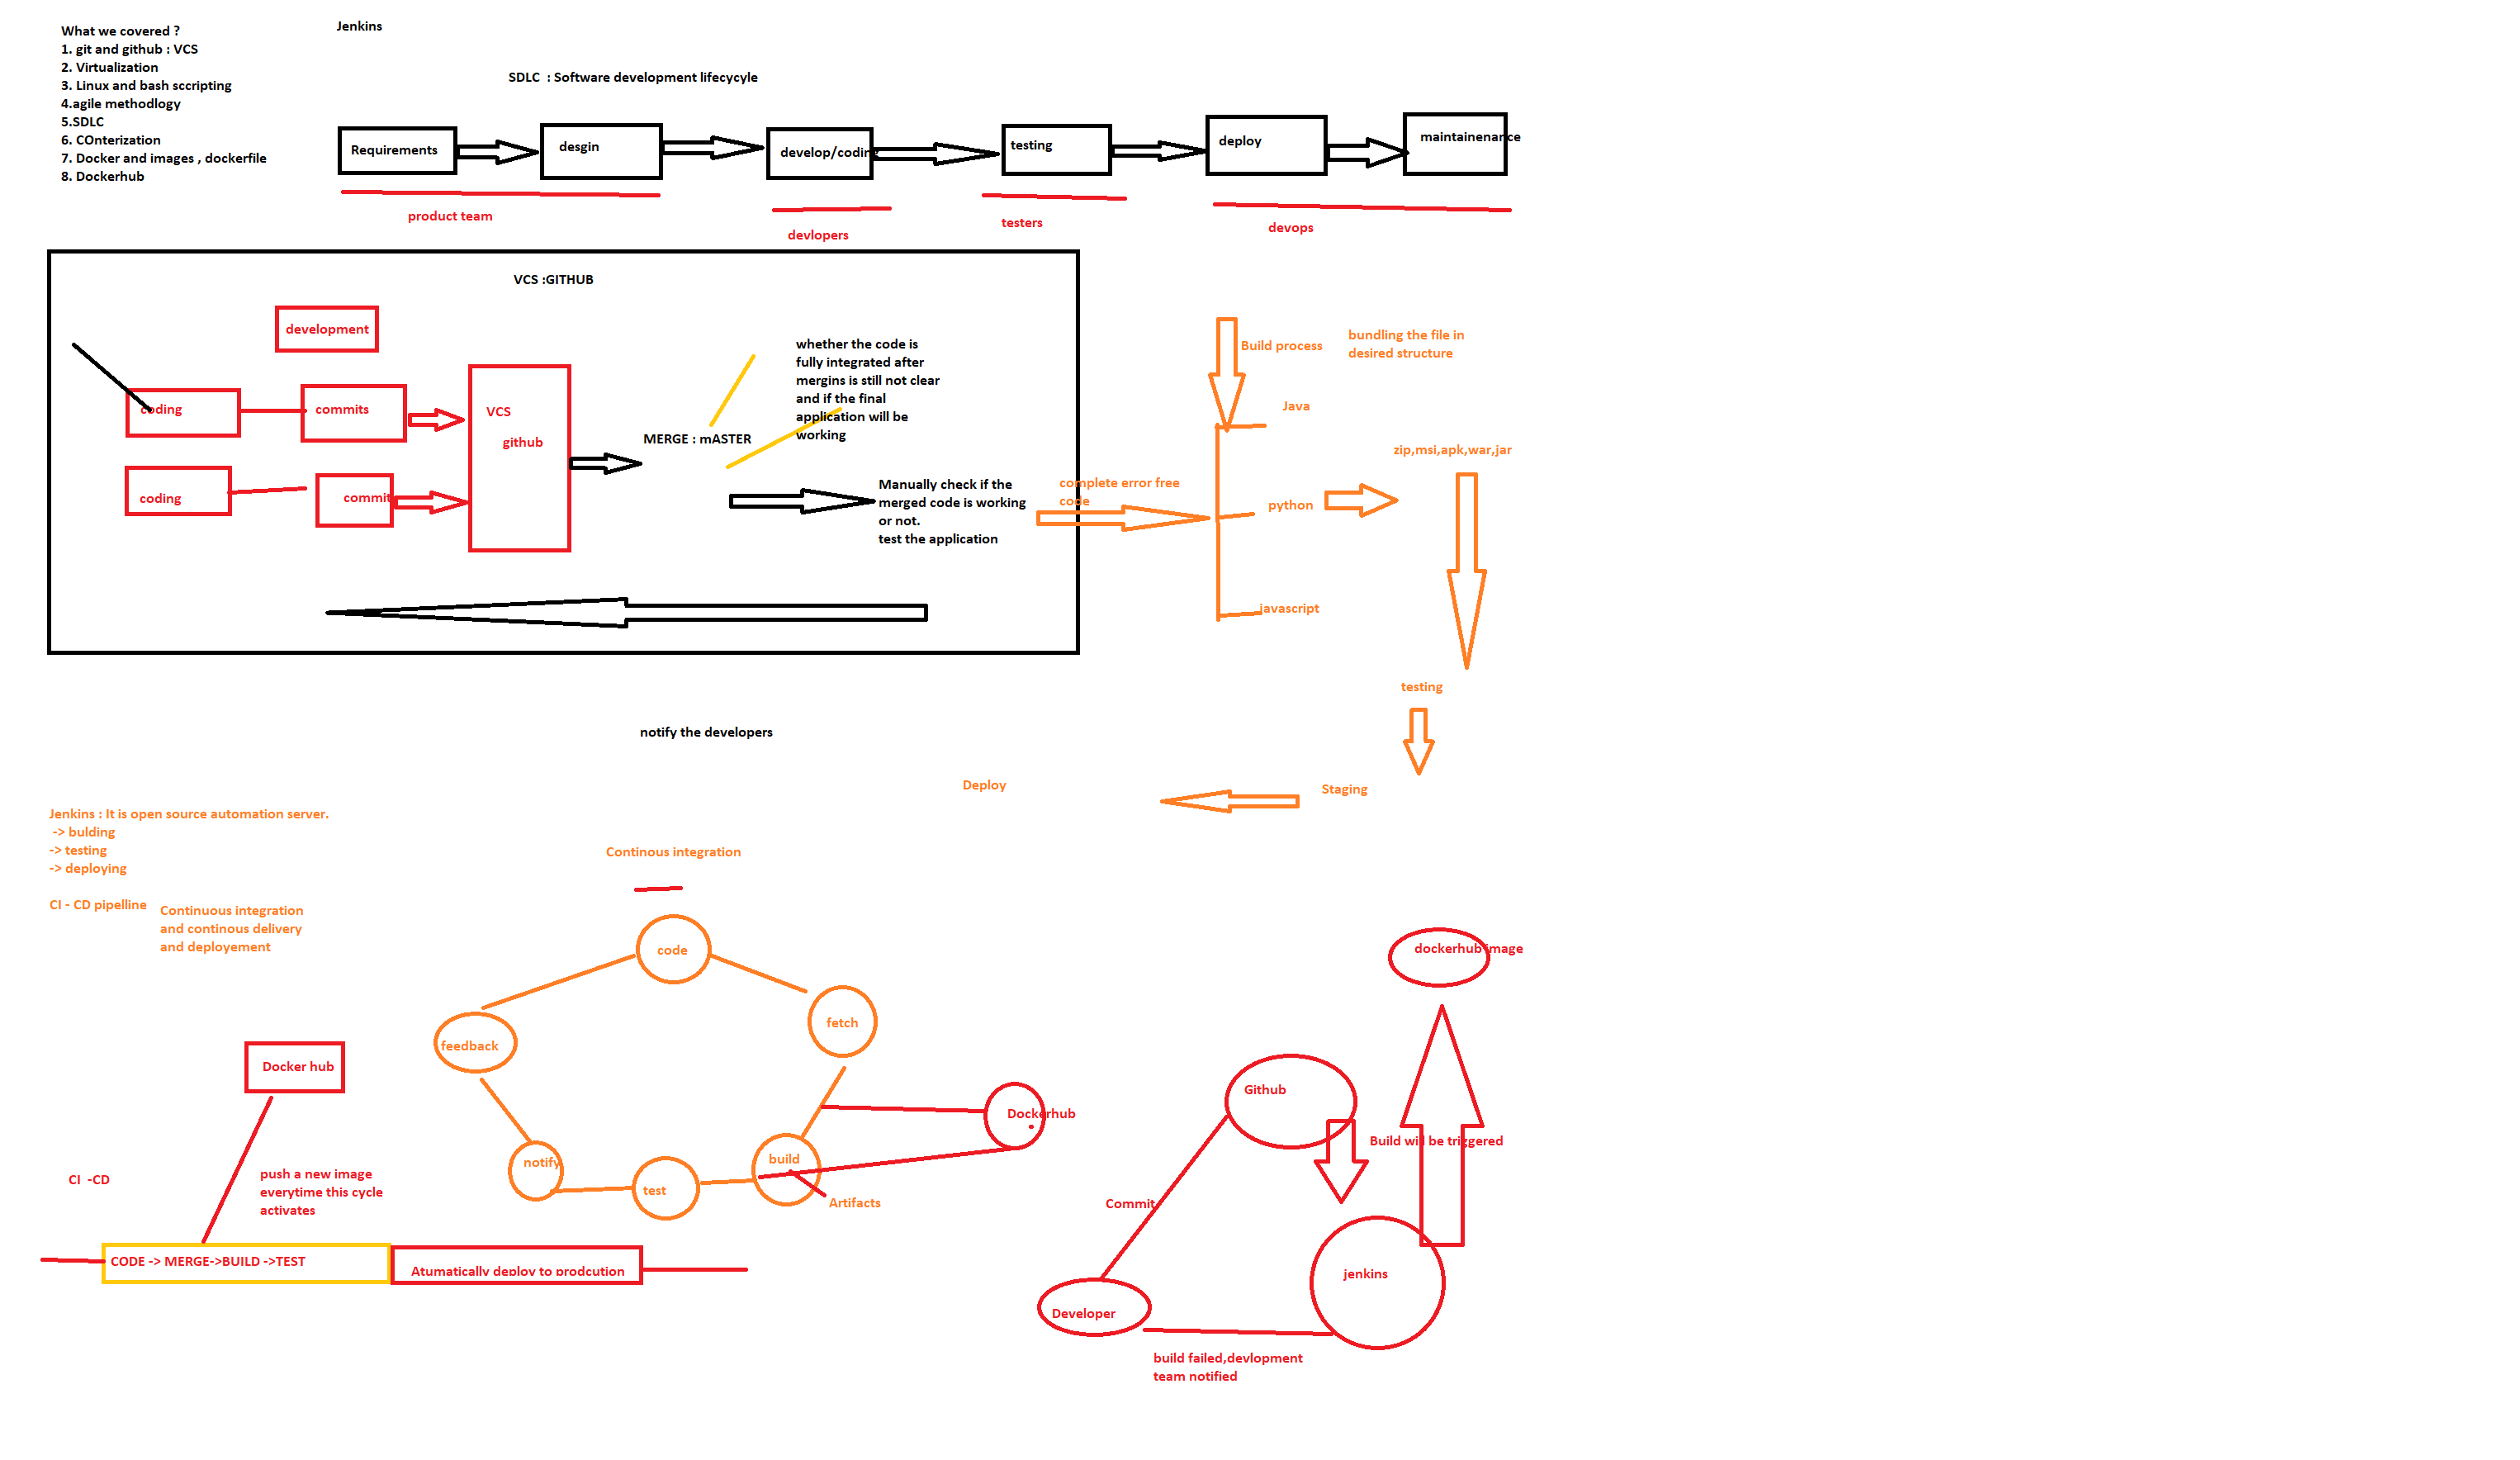 What we covered ?
1. git and github : VCS
2. Virtualization
3. Linux and bash sccripting
4.agile methodlogy
5.SDLC
6. COnterization
7. Docker and images , dockerfile
8. Dockerhub
Jenkins
SDLC  : Software development lifecycyle
Requirements
desgin
develop/coding
testing
deploy
maintainenance
product team
devlopers
testers
devops
VCS :GITHUB
development
coding
commits
coding
commit
VCS
github
MERGE : mASTER
whether the code is
fully integrated after
mergins is still not clear
and if the final
application will be
working
Manually check if the
merged code is working
or not.
test the application
complete error free
code
Build process
bundling the file in
desired structure
Java
python
javascript
zip,msi,apk,war,jar
testing
Staging
Deploy
notify the developers
Jenkins : It is open source automation server.
-> bulding
-> testing
-> deploying
CI - CD pipelline
Continuous integration
and continous delivery
and deployement
Continous integration
code
fetch
build
Artifacts
test
notify
feedback
Dockerhub
Docker hub
push a new image
everytime this cycle
activates
CI  -CD
CODE -> MERGE->BUILD ->TEST
Atumatically deploy to prodcution
dockerhub image
Github
Build will be triggered
Commit
jenkins
Developer
build failed,devlopment
team notified